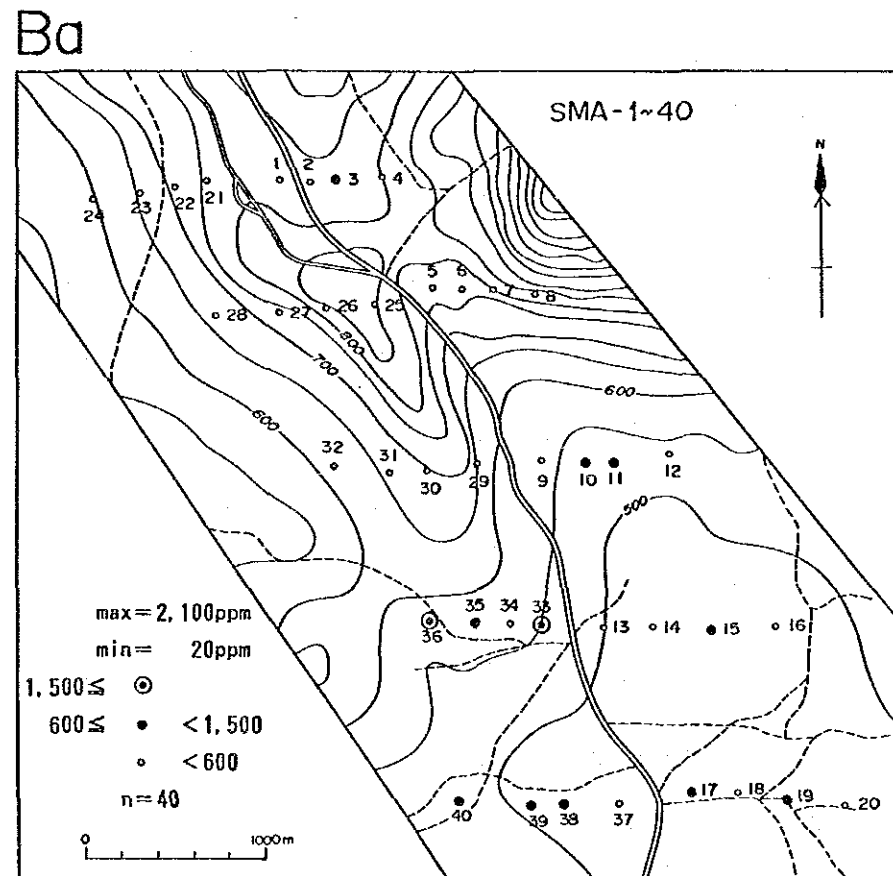 Ba
SMA-1~40
N
1 2 3 4
24 23 22 21
5 6 7 8
28 27 26 25
800
700
600
600
32 31 30 29 9 10 11 12
500
36 35 34 33 13 14 15 16
max=2,100ppm
min= 20ppm
1,500≦
600≦ <1,500
<600
n=40
40 39 38 37 17 18 19 20
0 1000m